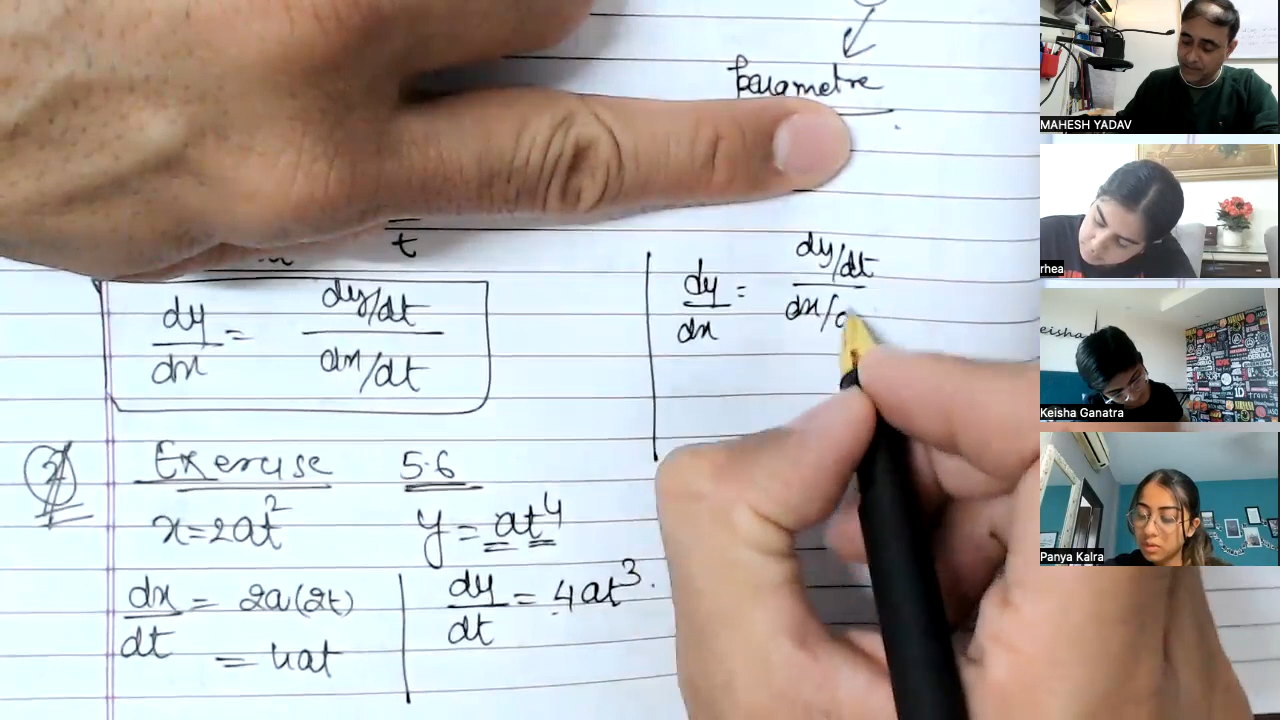 parametre
t
dy/dx = dy/dt / dx/dt
dy/dx = dy/dt / dx/
Exercise 5.6
x=2at² y = at⁴
dx/dt = 2a(2t)
= 4at
dy/dt = 4at³.
MAHESH YADAV
rhea
Keisha Ganatra
Panya Kalra